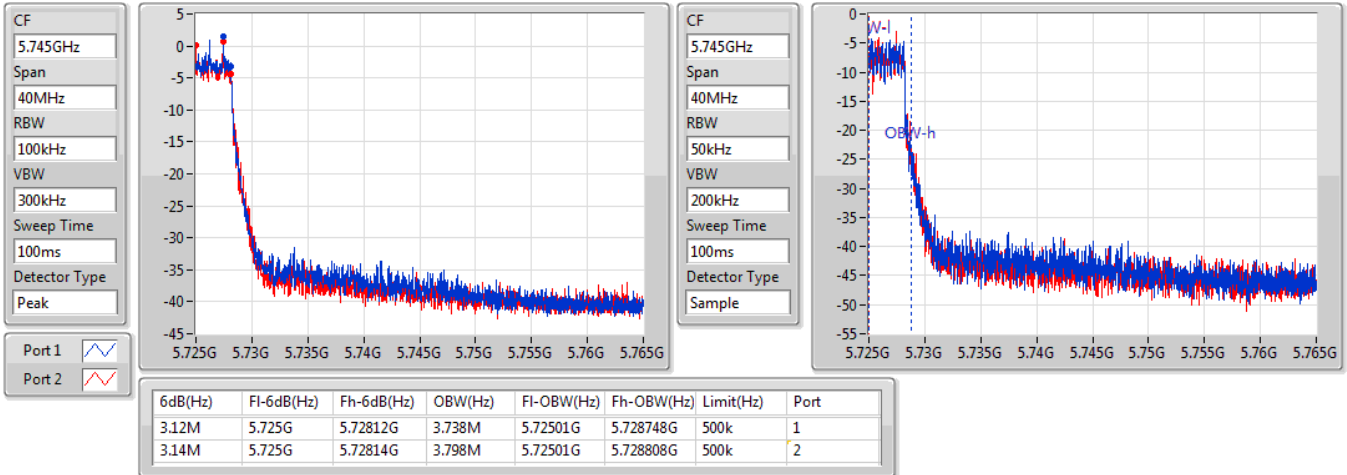 CF
5.745GHz
Span
40MHz
RBW
100kHz
VBW
300kHz
Sweep Time
100ms
Detector Type
Peak
5
0
-5
-10
-15
-20
-25
-30
-35
-40
-45
5.725G 5.73G 5.735G 5.74G 5.745G 5.75G 5.755G 5.76G 5.765G
CF
5.745GHz
Span
40MHz
RBW
50kHz
VBW
200kHz
Sweep Time
100ms
Detector Type
Sample
0
-5
-10
-15
-20
-25
-30
-35
-40
-45
-50
-55
W-l
OBW-h
5.725G 5.73G 5.735G 5.74G 5.745G 5.75G 5.755G 5.76G 5.765G
Port 1
Port 2
6dB(Hz) Fl-6dB(Hz) Fh-6dB(Hz) OBW(Hz) Fl-OBW(Hz) Fh-OBW(Hz) Limit(Hz) Port
3.12M 5.725G 5.72812G 3.738M 5.72501G 5.728748G 500k 1
3.14M 5.725G 5.72814G 3.798M 5.72501G 5.728808G 500k 2